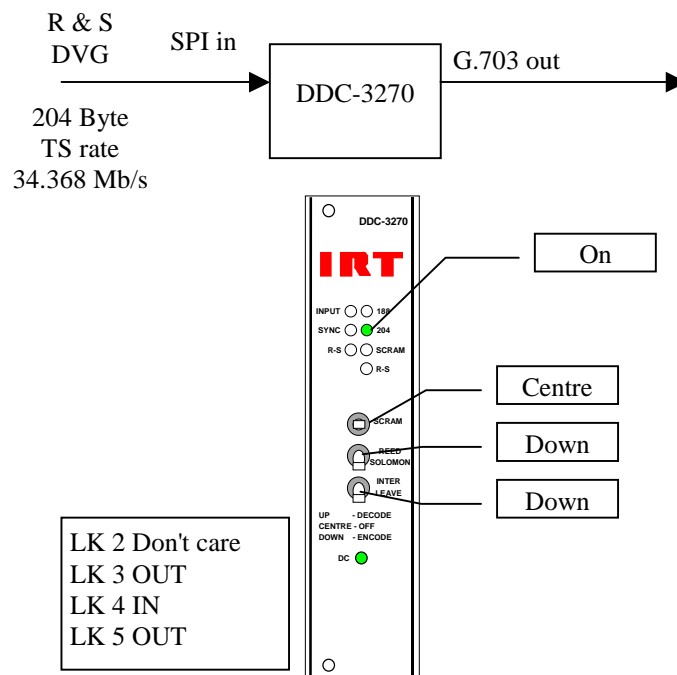 R & S
DVG
SPI in
G.703 out
DDC-3270
204 Byte
TS rate
34.368 Mb/s
DDC-3270
IRT
On
INPUT 188
SYNC 204
R-S SCRAM
R-S
Centre
SCRAM
Down
REED
SOLOMON
Down
INTER
LEAVE
UP - DECODE
CENTRE - OFF
DOWN - ENCODE
DC
LK 2 Don't care
LK 3 OUT
LK 4 IN
LK 5 OUT